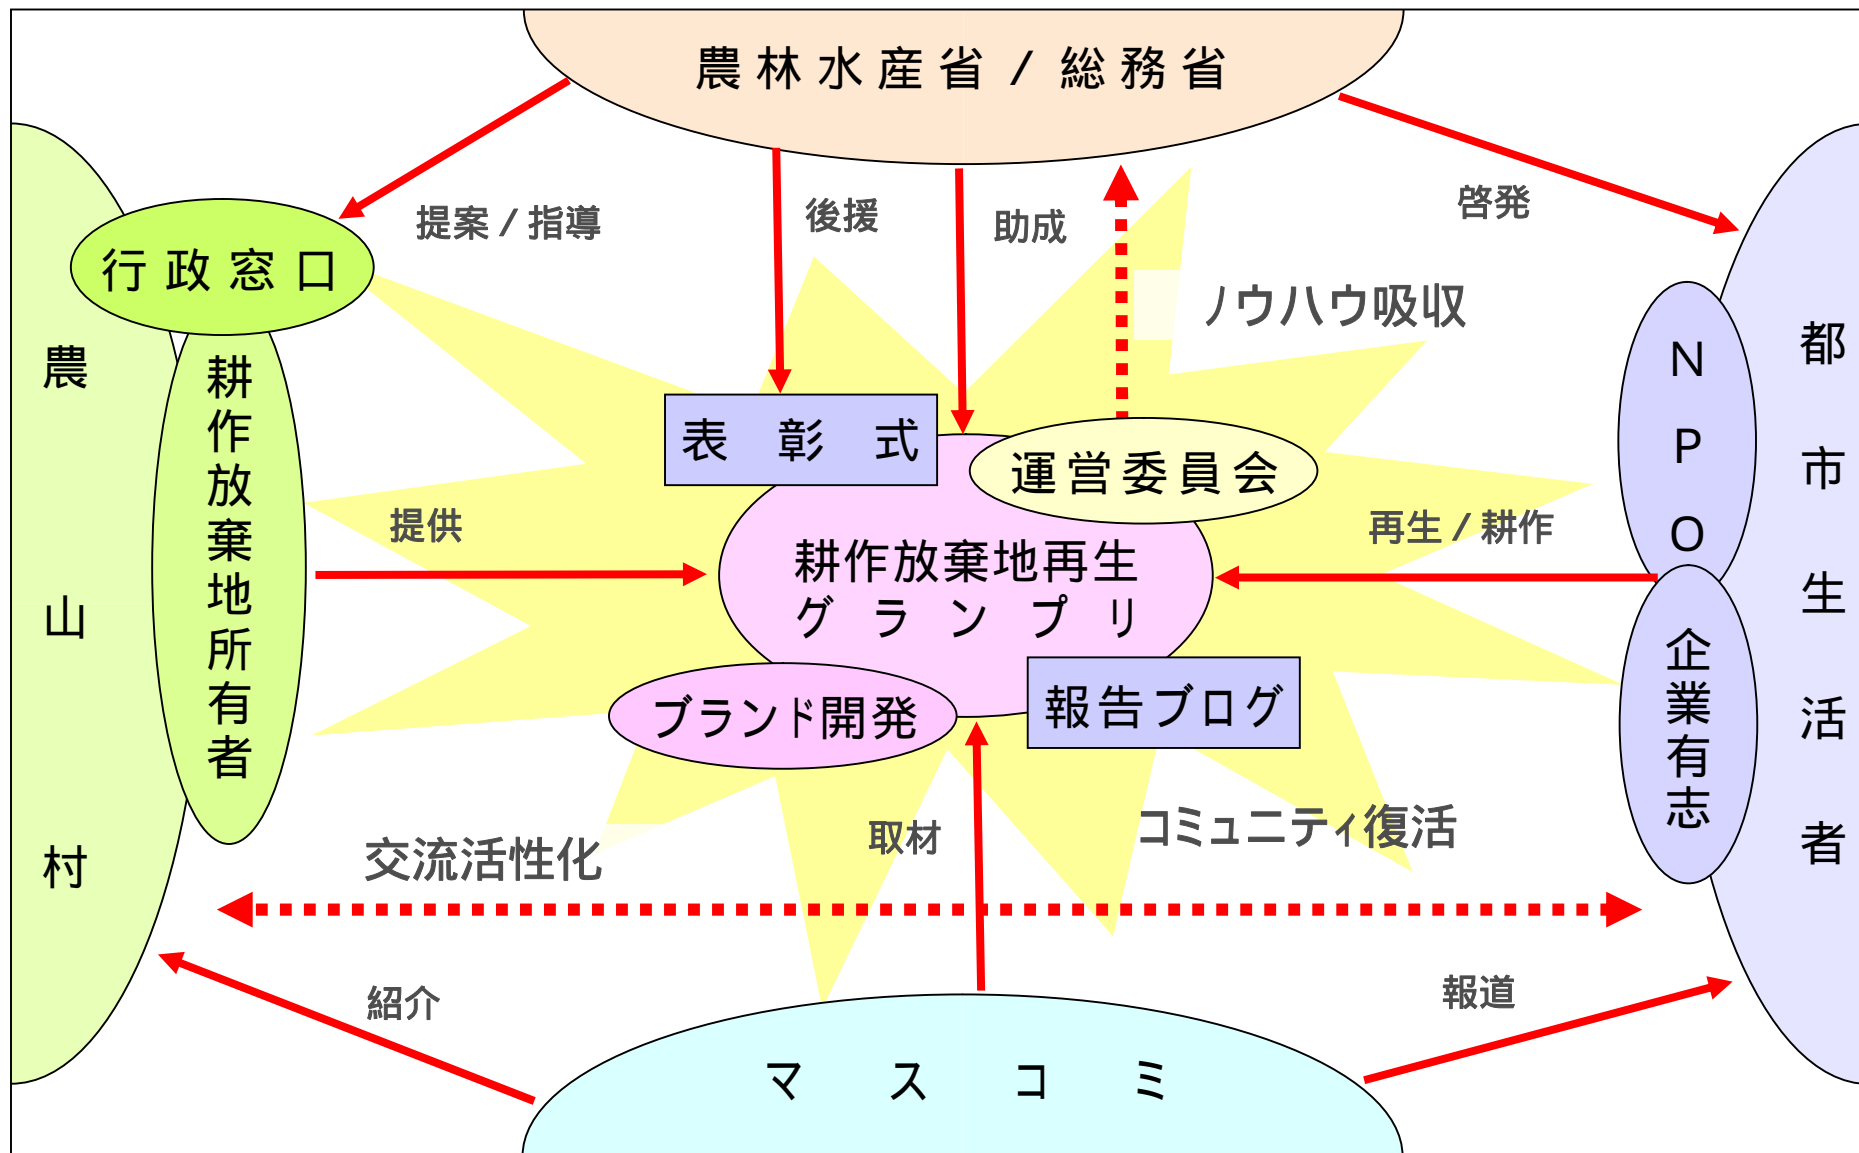 農林水産省/総務省
提案/指導
後援
助成
啓発
行政窓口
ノウハウ吸収
農山村
耕作放棄地所有者
表彰式
運営委員会
NPO
都市生活者
提供
再生/耕作
耕作放棄地再生
グランプリ
企業有志
ブランド開発
報告ブログ
交流活性化
取材
コミュニティ復活
紹介
報道
マスコミ